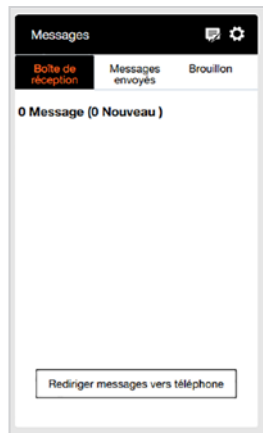 Messages
Boîte de
réception
Messages
envoyés
Brouillon
0 Message (0 Nouveau )
Rediriger messages vers téléphone